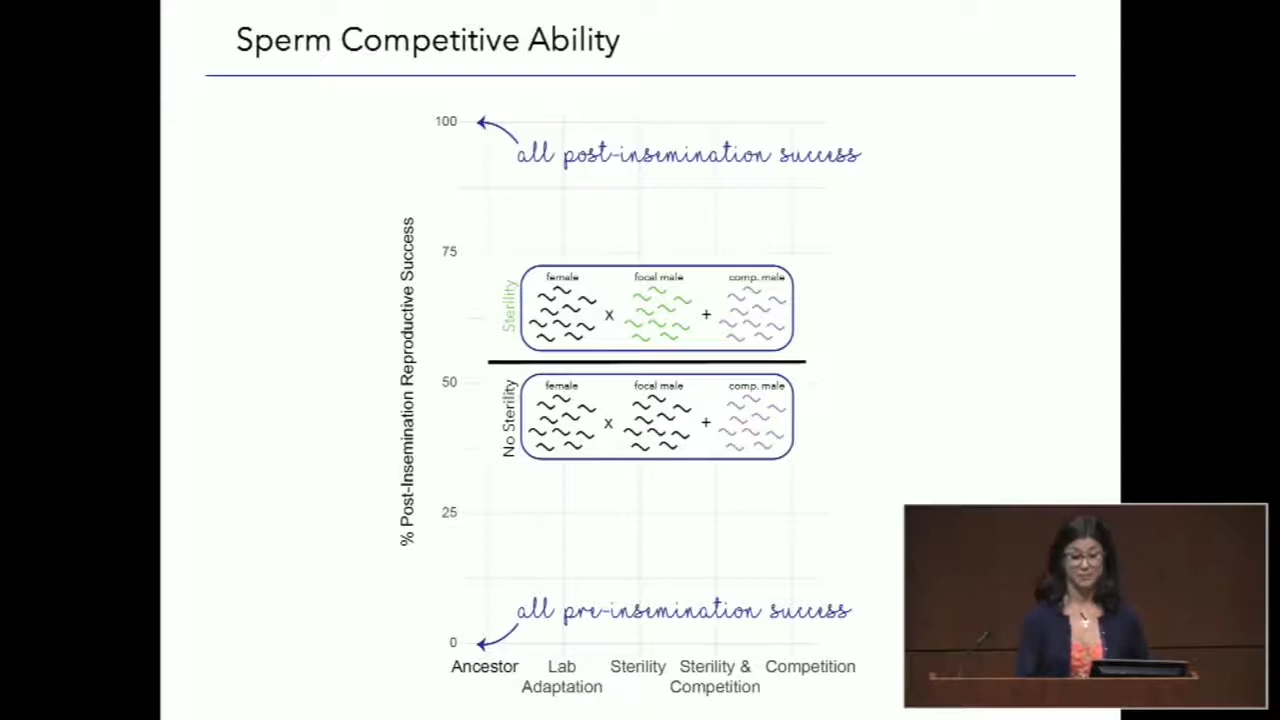 Sperm Competitive Ability
100
all post-insemination success
% Post-Insemination Reproductive Success
75
Sterility
female
focal male
comp. male
x
+
50
No Sterility
female
focal male
comp. male
x
+
25
all pre-insemination success
0
Ancestor
Lab
Adaptation
Sterility
Sterility &
Competition
Competition